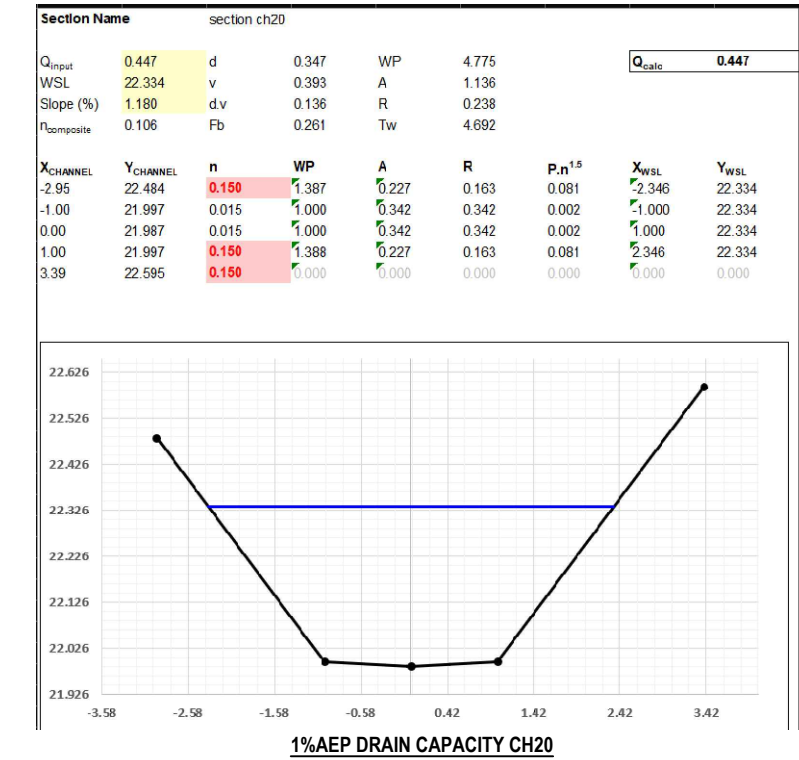 Section Name section ch20
Qinput 0.447 d 0.347 WP 4.775 Qcalc 0.447
WSL 22.334 v 0.393 A 1.136
Slope (%) 1.180 d.v 0.136 R 0.238
ncomposite 0.106 Fb 0.261 Tw 4.692
XCHANNEL YCHANNEL n WP A R P.n1.5 XWSL YWSL
-2.95 22.484 0.150 1.387 0.227 0.163 0.081 -2.346 22.334
-1.00 21.997 0.015 1.000 0.342 0.342 0.002 -1.000 22.334
0.00 21.987 0.015 1.000 0.342 0.342 0.002 1.000 22.334
1.00 21.997 0.150 1.388 0.227 0.163 0.081 2.346 22.334
3.39 22.595 0.150 0.000 0.000 0.000 0.000 0.000 0.000
22.626
22.526
22.426
22.326
22.226
22.126
22.026
21.926
-3.58 -2.58 -1.58 -0.58 0.42 1.42 2.42 3.42
1%AEP DRAIN CAPACITY CH20